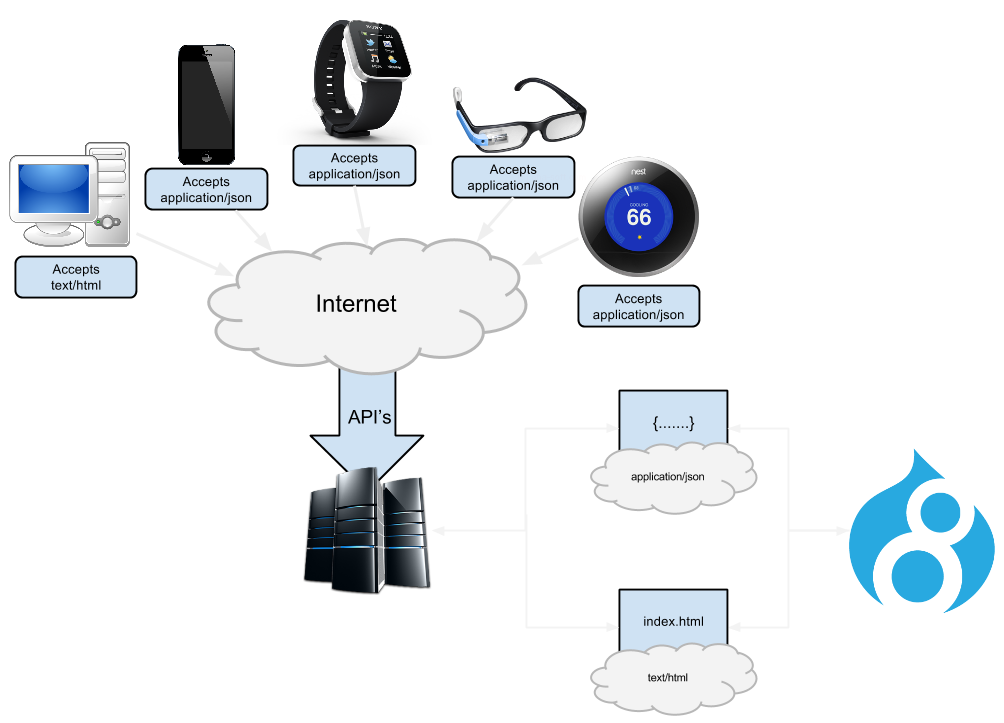 SONY
Accepts
application/json
Accepts
application/json
Accepts
application/json
Accepts
text/html
nest
COOLING
66
Accepts
application/json
Internet
API's
{.......}
application/json
index.html
text/html